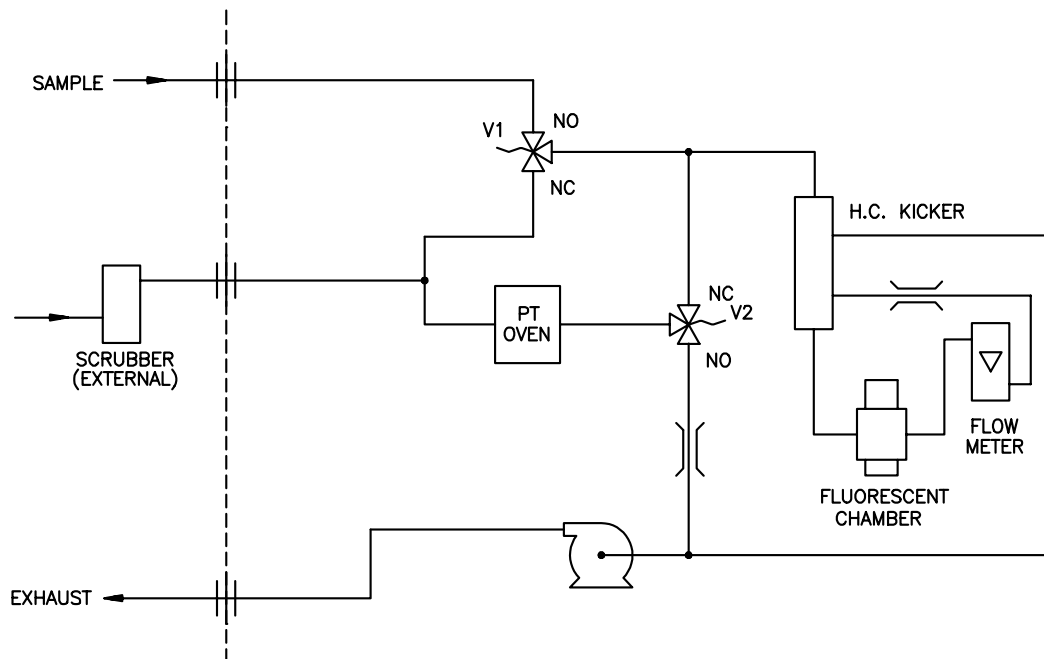 SAMPLE
V1
NO
NC
H.C. KICKER
PT
OVEN
NC
V2
NO
SCRUBBER
(EXTERNAL)
FLOW
METER
FLUORESCENT
CHAMBER
EXHAUST